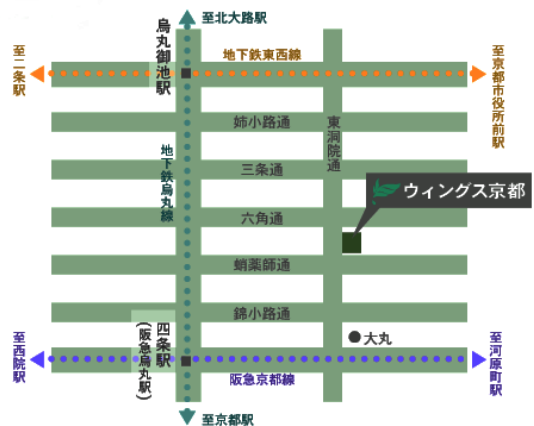 至北大路駅
烏丸御池駅
地下鉄東西線
至二条駅
至京都市役所前駅
姉小路通
東洞院通
地下鉄烏丸線
三条通
ウィングス京都
六角通
蛸薬師通
錦小路通
四条駅
(阪急烏丸駅)
大丸
至西院駅
至河原町駅
阪急京都線
至京都駅